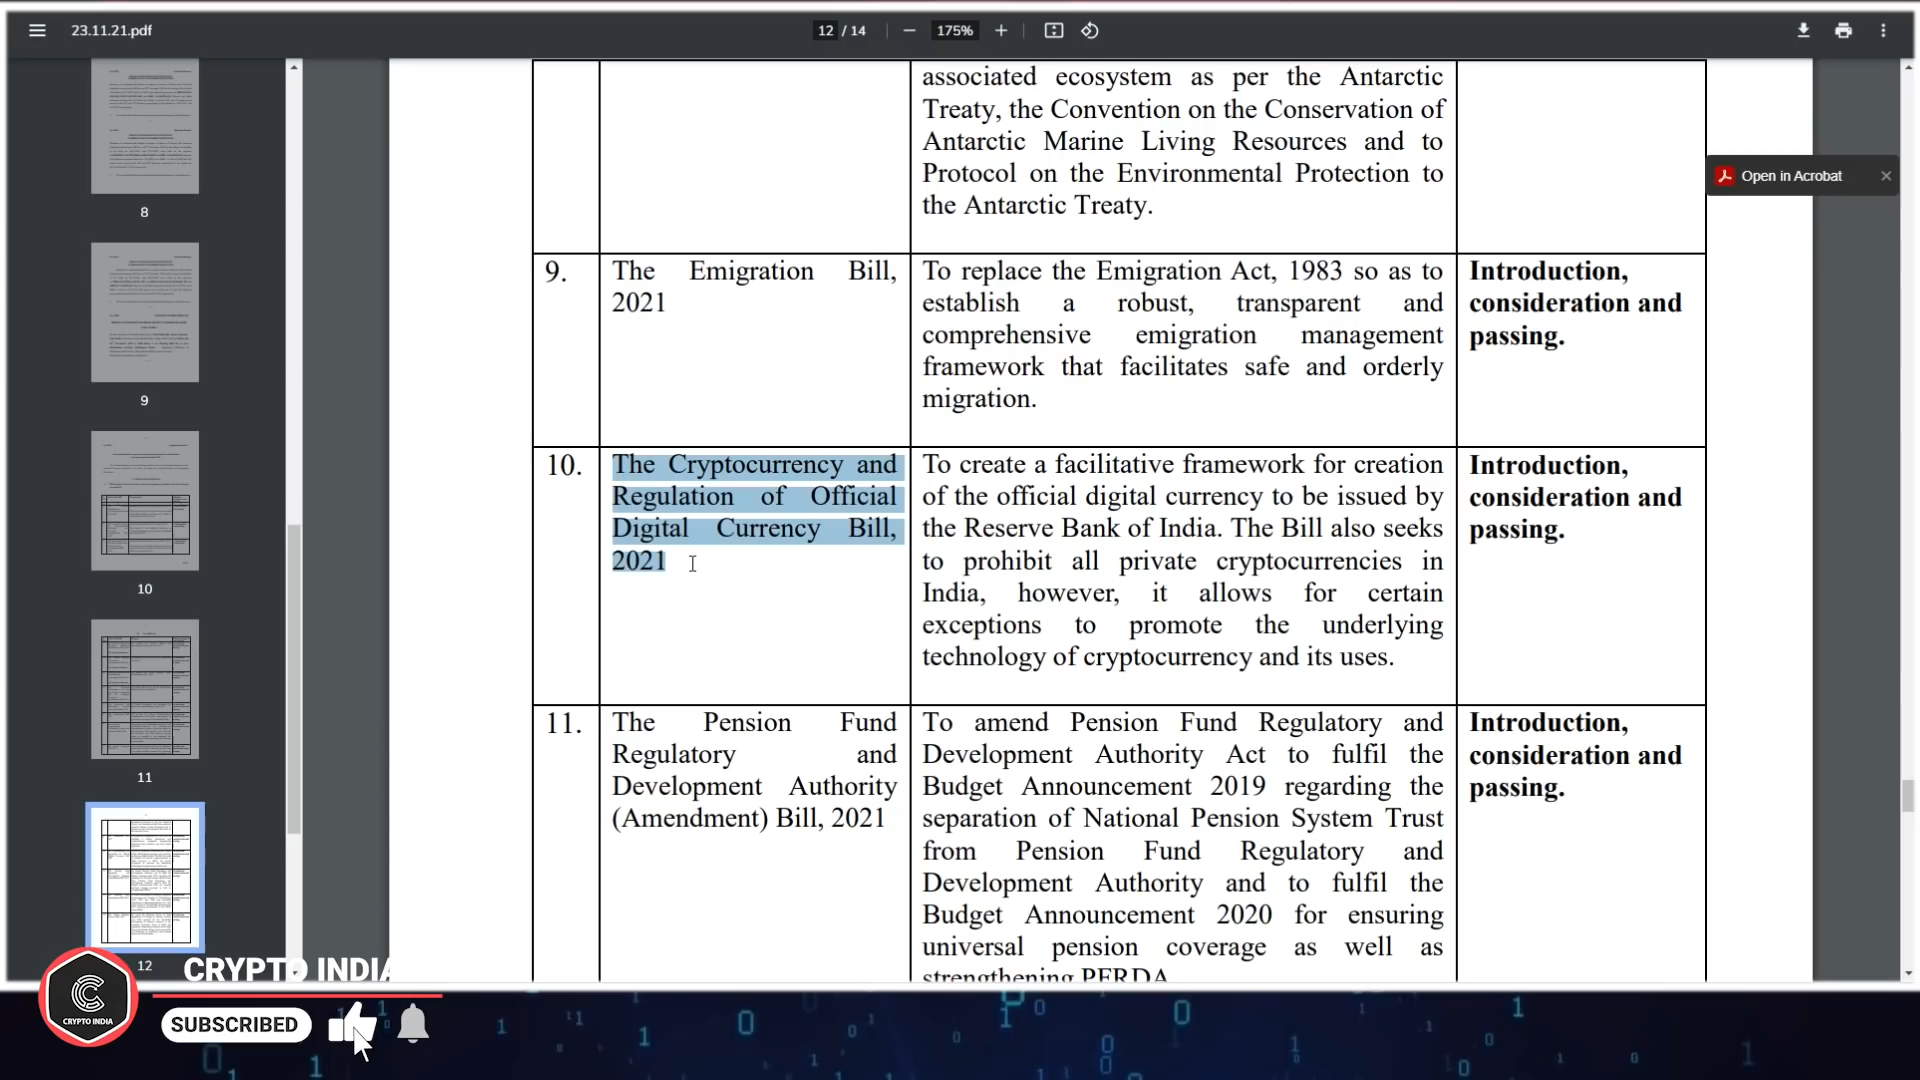 23.11.21.pdf
12 / 14
175%
Open in Acrobat
8
9
10
11
12
associated ecosystem as per the Antarctic
Treaty, the Convention on the Conservation of
Antarctic Marine Living Resources and to
Protocol on the Environmental Protection to
the Antarctic Treaty.
9.
The Emigration Bill,
2021
To replace the Emigration Act, 1983 so as to
establish a robust, transparent and
comprehensive emigration management
framework that facilitates safe and orderly
migration.
Introduction,
consideration and
passing.
10.
The Cryptocurrency and
Regulation of Official
Digital Currency Bill,
2021
To create a facilitative framework for creation
of the official digital currency to be issued by
the Reserve Bank of India. The Bill also seeks
to prohibit all private cryptocurrencies in
India, however, it allows for certain
exceptions to promote the underlying
technology of cryptocurrency and its uses.
Introduction,
consideration and
passing.
11.
The Pension Fund
Regulatory and
Development Authority
(Amendment) Bill, 2021
To amend Pension Fund Regulatory and
Development Authority Act to fulfil the
Budget Announcement 2019 regarding the
separation of National Pension System Trust
from Pension Fund Regulatory and
Development Authority and to fulfil the
Budget Announcement 2020 for ensuring
universal pension coverage as well as
strengthening PFRDA
Introduction,
consideration and
passing.
CRYPTO INDIA
CRYPTO INDIA
SUBSCRIBED